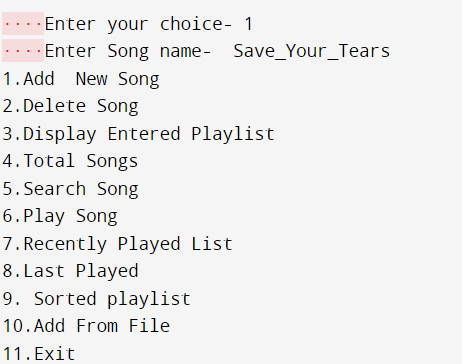 ····Enter your choice- 1
····Enter Song name-  Save_Your_Tears
1.Add  New Song
2.Delete Song
3.Display Entered Playlist
4.Total Songs
5.Search Song
6.Play Song
7.Recently Played List
8.Last Played
9. Sorted playlist
10.Add From File
11.Exit